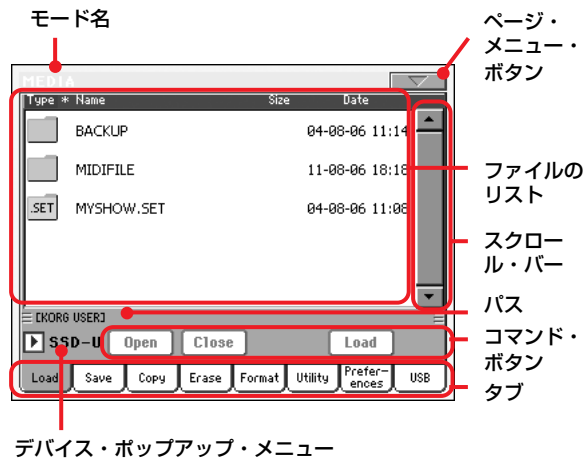 モード名
ページ・
メニュー・
ボタン
MEDIA
Type * Name Size Date
BACKUP 04-08-06 11:14
MIDIFILE 11-08-06 18:18
.SET MYSHOW.SET 04-08-06 11:08
ファイルの
リスト
スクロー
ル・バー
[KORG USER]
パス
SSD-U Open Close Load
コマンド・
ボタン
Load Save Copy Erase Format Utility Prefer-
ences USB
タブ
デバイス・ポップアップ・メニュー